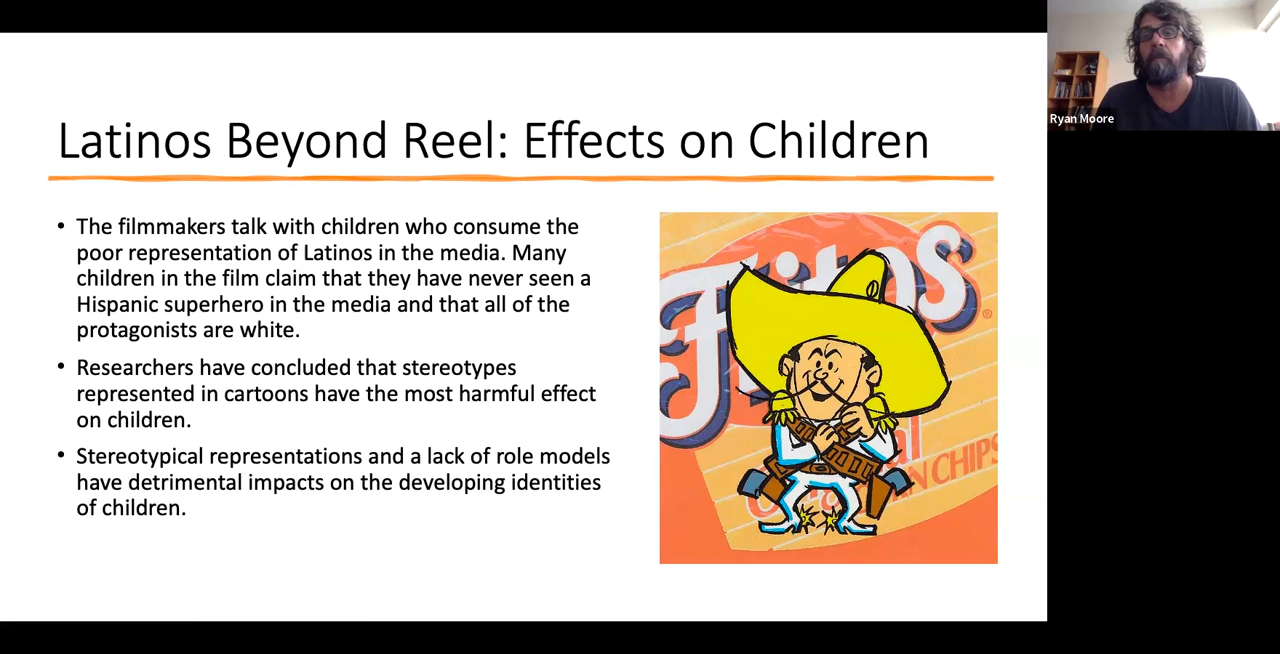 Latinos Beyond Reel: Effects on Children
• The filmmakers talk with children who consume the
poor representation of Latinos in the media. Many
children in the film claim that they have never seen a
Hispanic superhero in the media and that all of the
protagonists are white.
• Researchers have concluded that stereotypes
represented in cartoons have the most harmful effect
on children.
• Stereotypical representations and a lack of role models
have detrimental impacts on the developing identities
of children.
Fritos
®
CHIPS
Ryan Moore